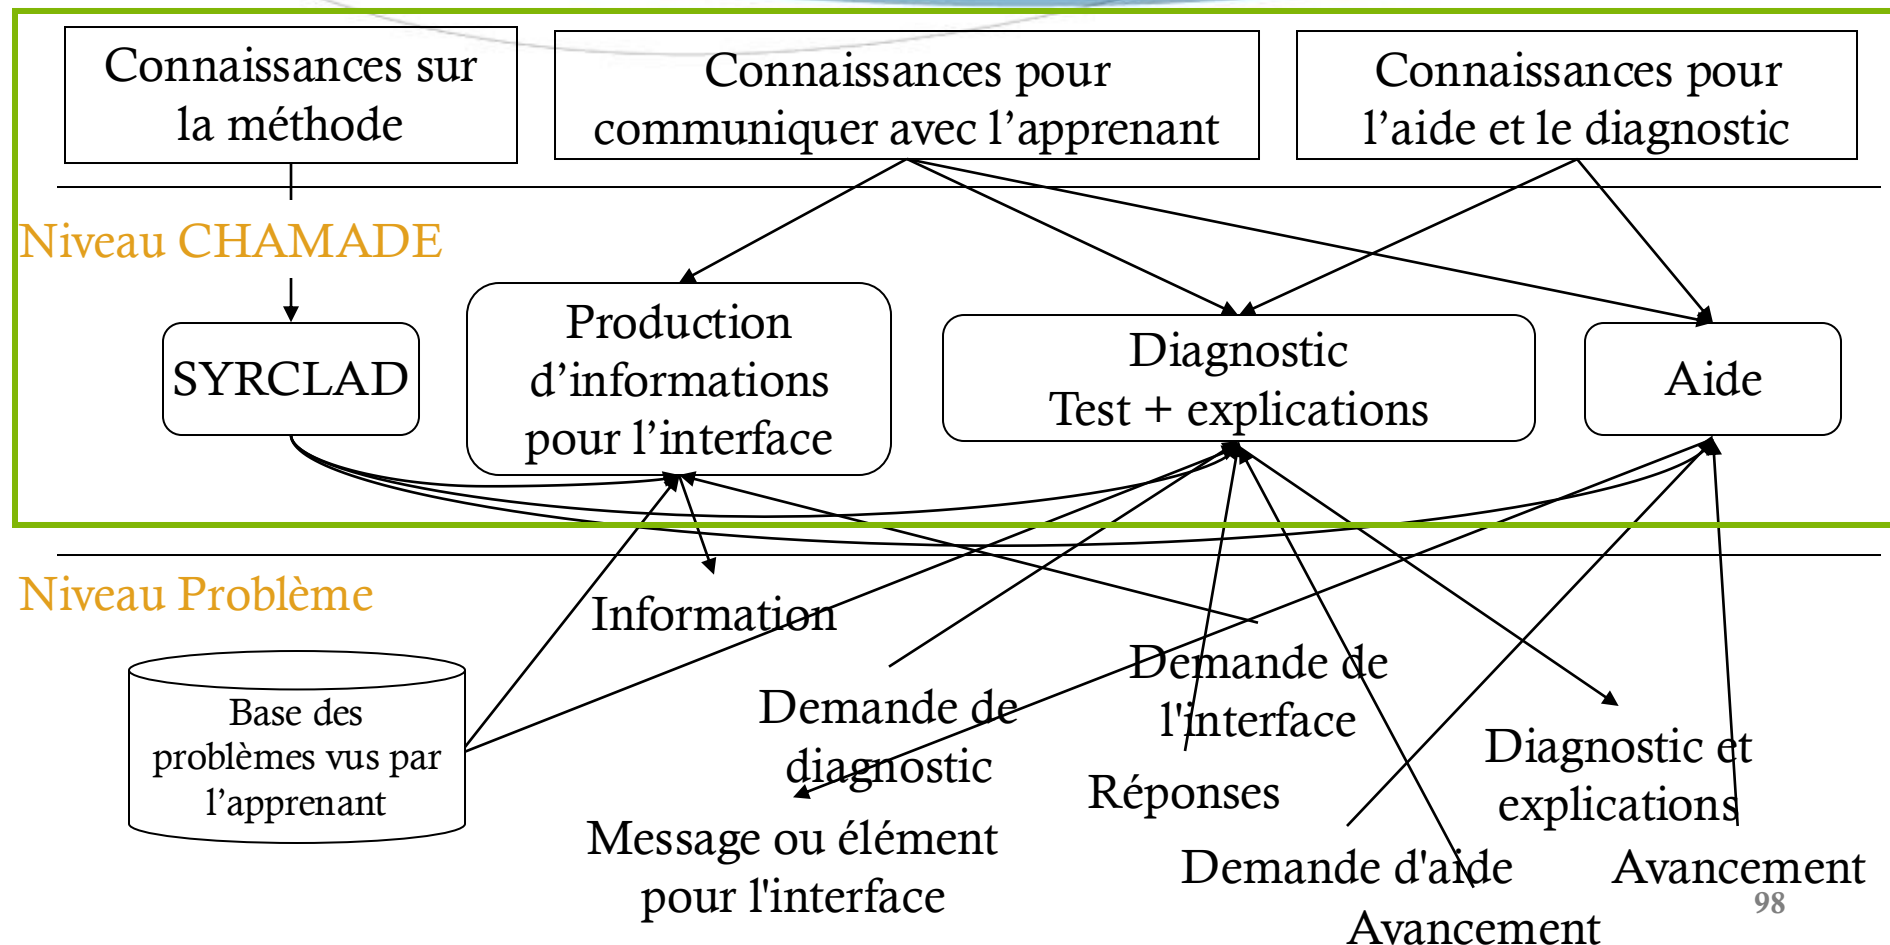 Connaissances sur
la méthode
Connaissances pour
communiquer avec l’apprenant
Connaissances pour
l’aide et le diagnostic
Niveau CHAMADE
SYRCLAD
Production
d’informations
pour l’interface
Diagnostic
Test + explications
Aide
Niveau Problème
Information
Base des
problèmes vus par
l’apprenant
Demande de
diagnostic
Demande de
l'interface
Réponses
Diagnostic et
explications
Message ou élément
pour l'interface
Demande d'aide
Avancement
Avancement
98